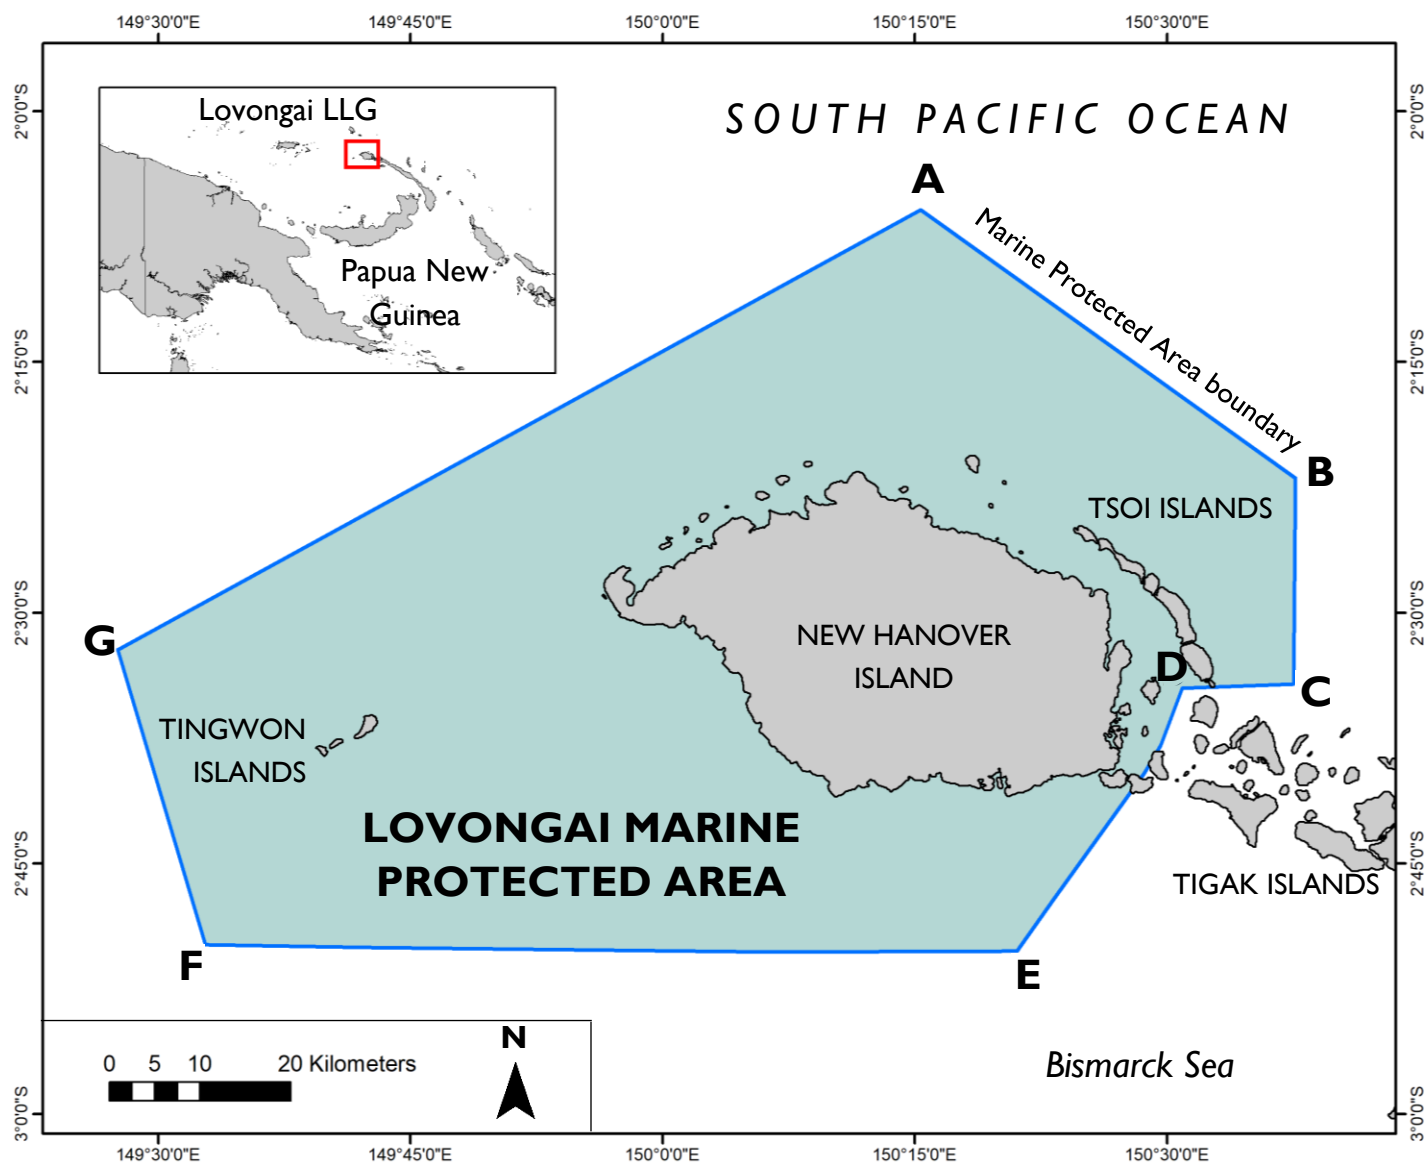 149°30'0"E 149°45'0"E 150°0'0"E 150°15'0"E 150°30'0"E
2°0'0"S
2°0'0"S
Lovongai LLG
SOUTH PACIFIC OCEAN
A
Marine Protected Area boundary
Papua New
Guinea
2°15'0"S
2°15'0"S
B
TSOI ISLANDS
2°30'0"S
2°30'0"S
G
NEW HANOVER
ISLAND
D
C
TINGWON
ISLANDS
LOVONGAI MARINE
PROTECTED AREA
2°45'0"S
2°45'0"S
TIGAK ISLANDS
F
E
N
0 5 10 20 Kilometers
Bismarck Sea
3°0'0"S
3°0'0"S
149°30'0"E 149°45'0"E 150°0'0"E 150°15'0"E 150°30'0"E